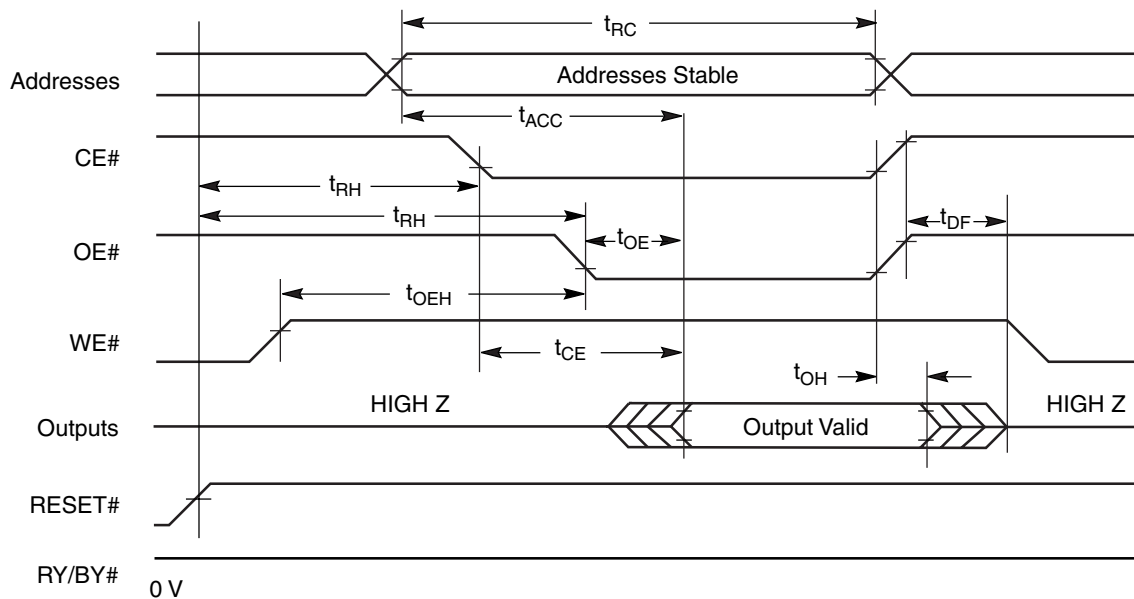 tRC
Addresses
Addresses Stable
tACC
CE#
tRH
tRH
tOE
tDF
OE#
tOEH
WE#
tCE
tOH
HIGH Z
HIGH Z
Outputs
Output Valid
RESET#
RY/BY#
0 V